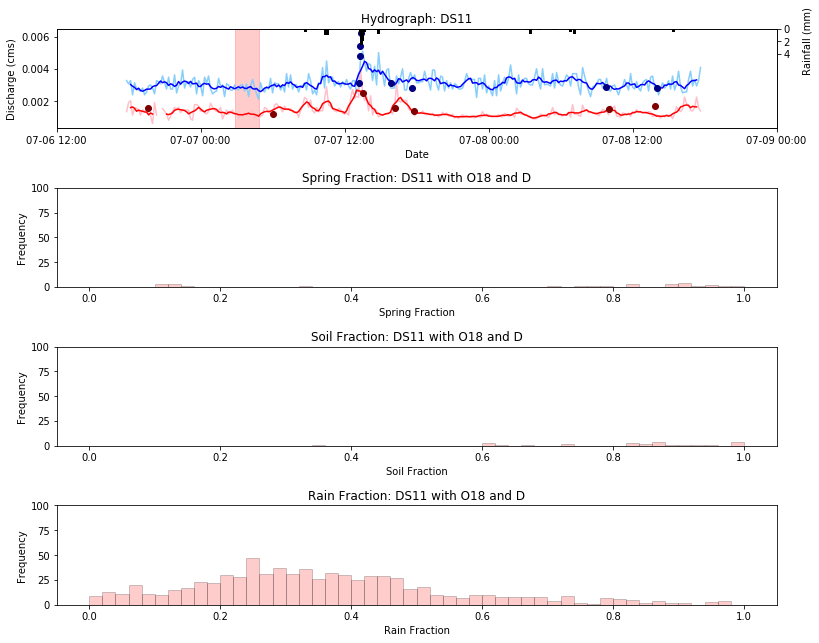 Hydrograph: DS11
0.006
0.004
0.002
Discharge (cms)
0
2
4
Rainfall (mm)
07-06 12:00 07-07 00:00 07-07 12:00 07-08 00:00 07-08 12:00 07-09 00:00
Date
Spring Fraction: DS11 with O18 and D
100
75
50
25
0
Frequency
0.0 0.2 0.4 0.6 0.8 1.0
Spring Fraction
Soil Fraction: DS11 with O18 and D
100
75
50
25
0
Frequency
0.0 0.2 0.4 0.6 0.8 1.0
Soil Fraction
Rain Fraction: DS11 with O18 and D
100
75
50
25
0
Frequency
0.0 0.2 0.4 0.6 0.8 1.0
Rain Fraction